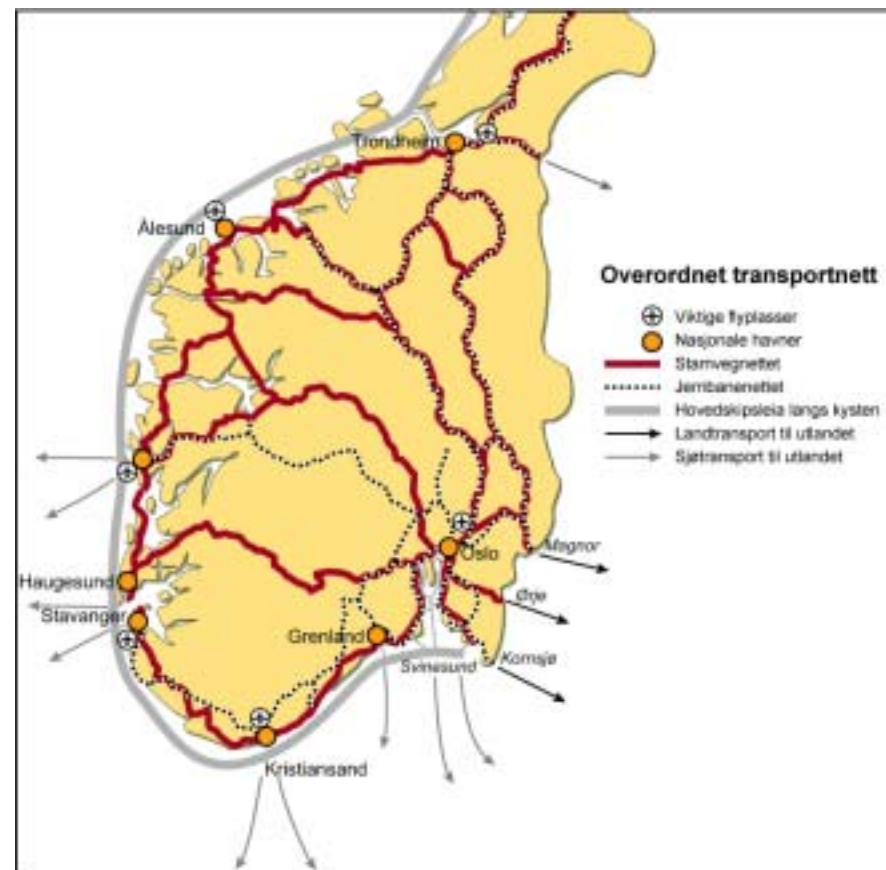 Trondheim
Ålesund
Overordnet transportnett
Viktige flyplasser
Nasjonale havner
Stamvegnettet
Jernbanenettet
Hovedskipsleia langs kysten
Landtransport til utlandet
Sjøtransport til utlandet
Oslo
Magnor
Haugesund
Ørje
Stavanger
Grenland
Svinesund
Kornsjø
Kristiansand